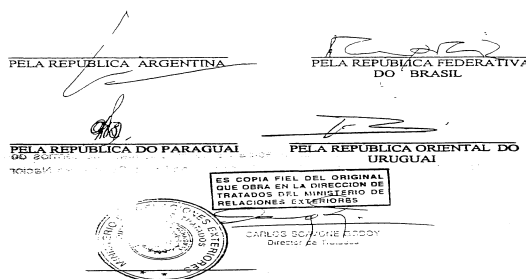 PELA REPUBLICA ARGENTINA
PELA REPUBLICA FEDERATIVA
DO BRASIL
PELA REPUBLICA DO PARAGUAI
PELA REPUBLICA ORIENTAL DO
URUGUAI
ES COPIA FIEL DEL ORIGINAL
QUE OBRA EN LA DIRECCION DE
TRATADOS DEL MINISTERIO DE
RELACIONES EXTERIORES
CARLOS
Director de Tratados